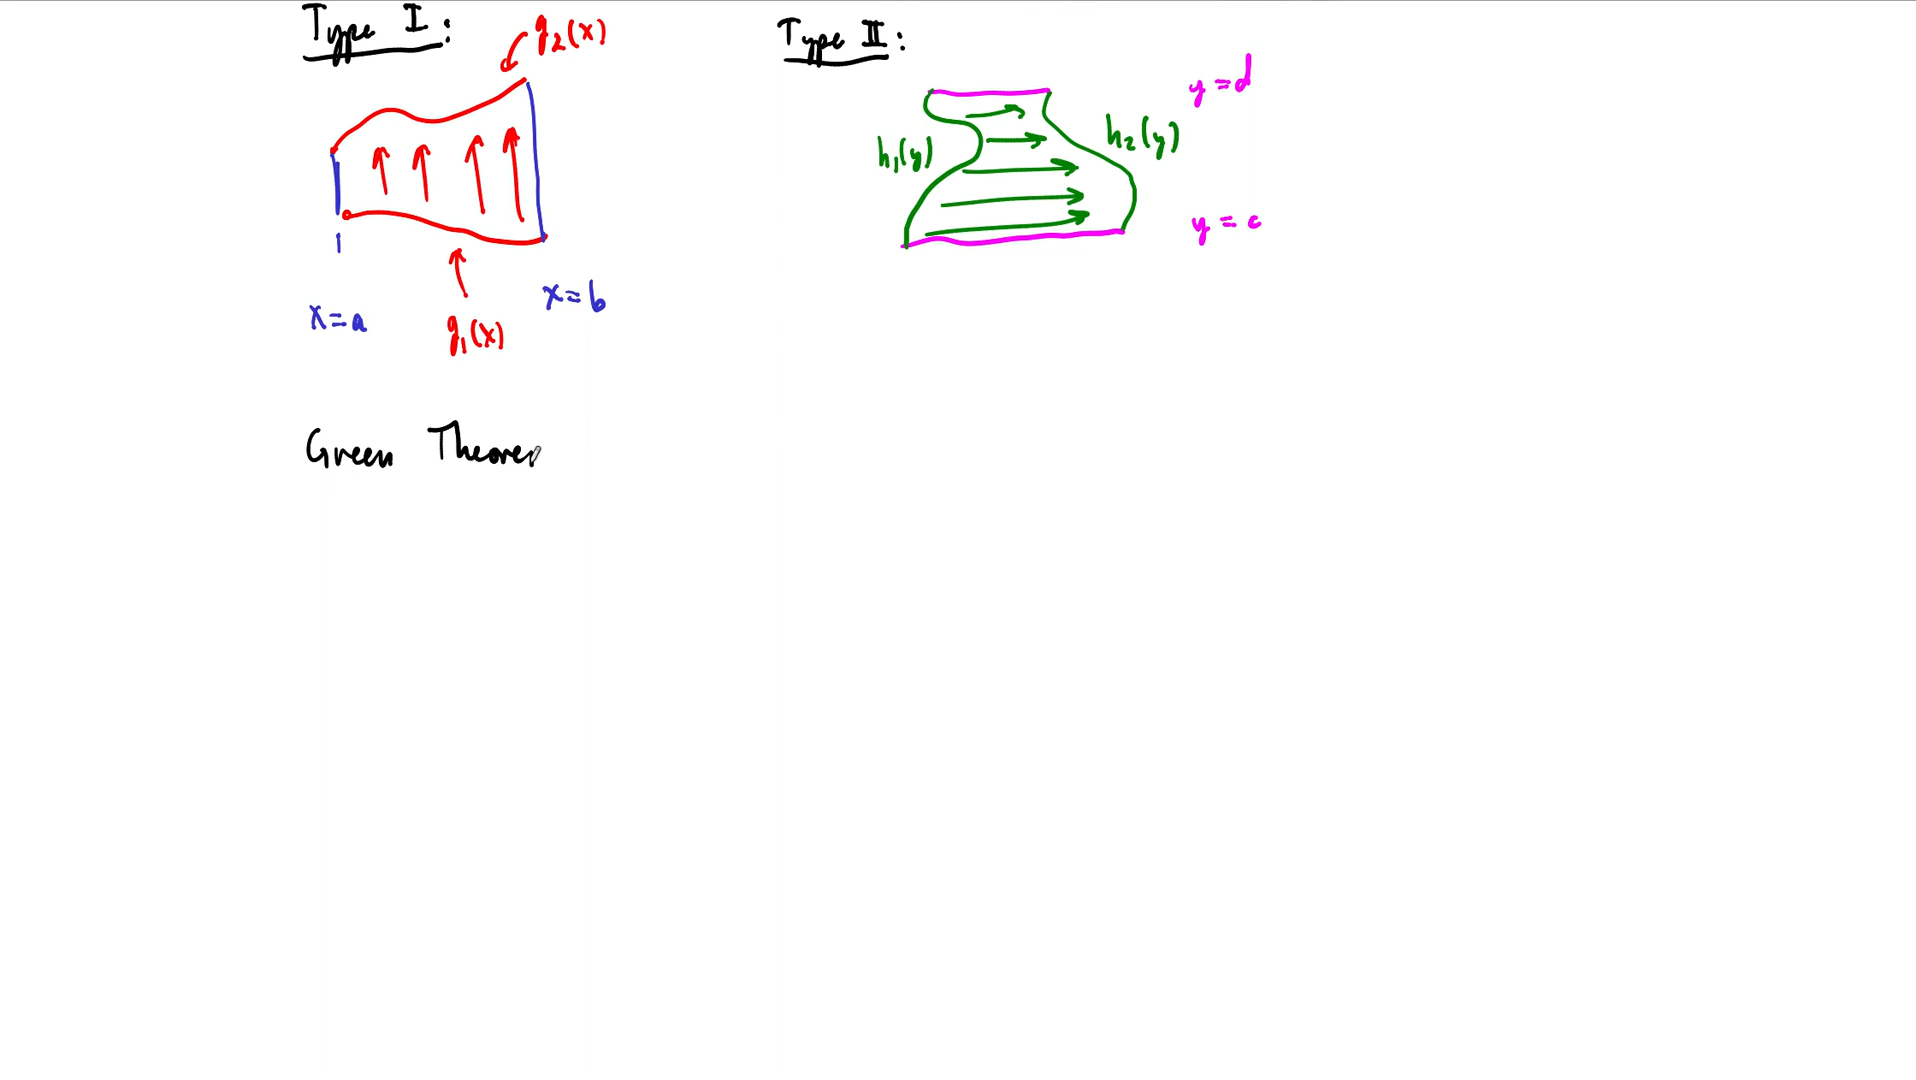 Type I:
g₂(x)
Type II:
y = d
h₁(y)
h₂(y)
y = c
x = a
g₁(x)
x = b
Green Theorem